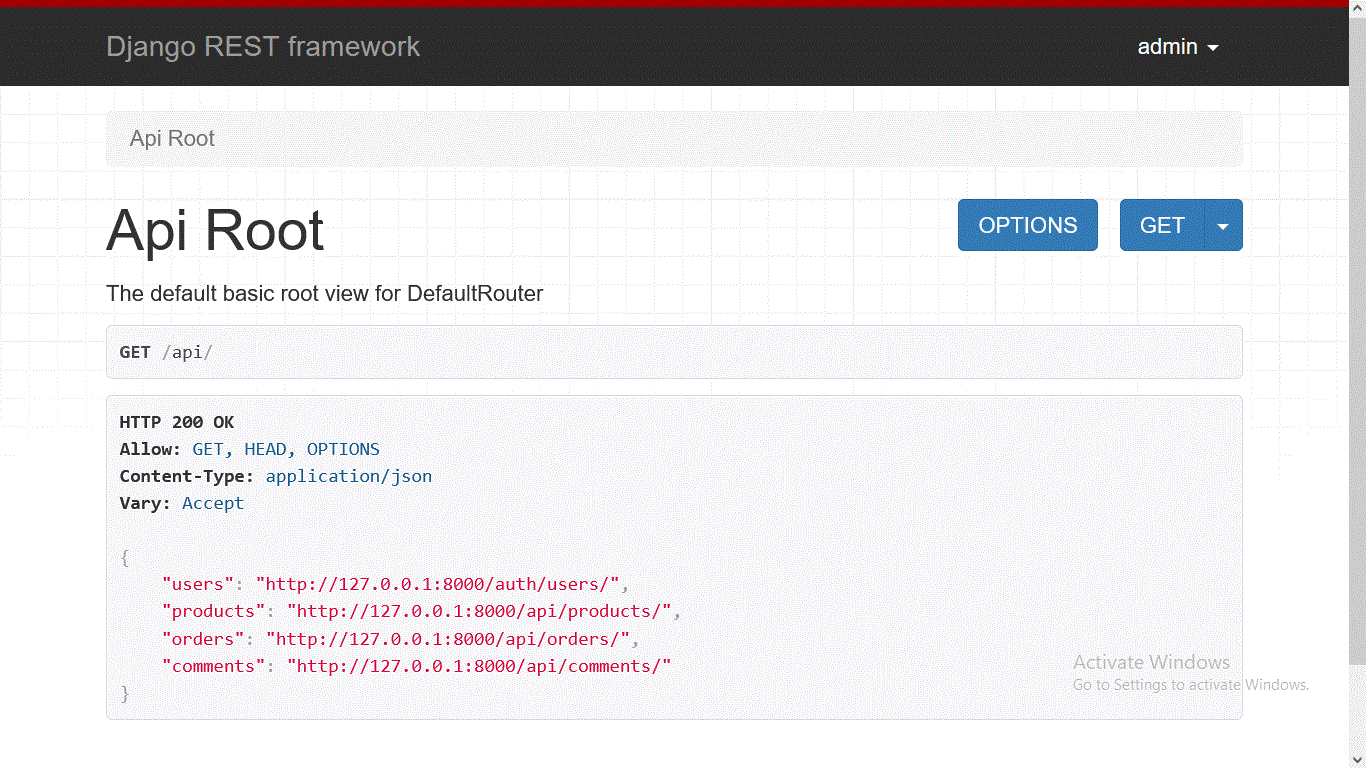 Django REST framework
admin
Api Root
Api Root
OPTIONS
GET
The default basic root view for DefaultRouter
GET /api/
HTTP 200 OK
Allow: GET, HEAD, OPTIONS
Content-Type: application/json
Vary: Accept
{
    "users": "http://127.0.0.1:8000/auth/users/",
    "products": "http://127.0.0.1:8000/api/products/",
    "orders": "http://127.0.0.1:8000/api/orders/",
    "comments": "http://127.0.0.1:8000/api/comments/"
}
Activate Windows
Go to Settings to activate Windows.